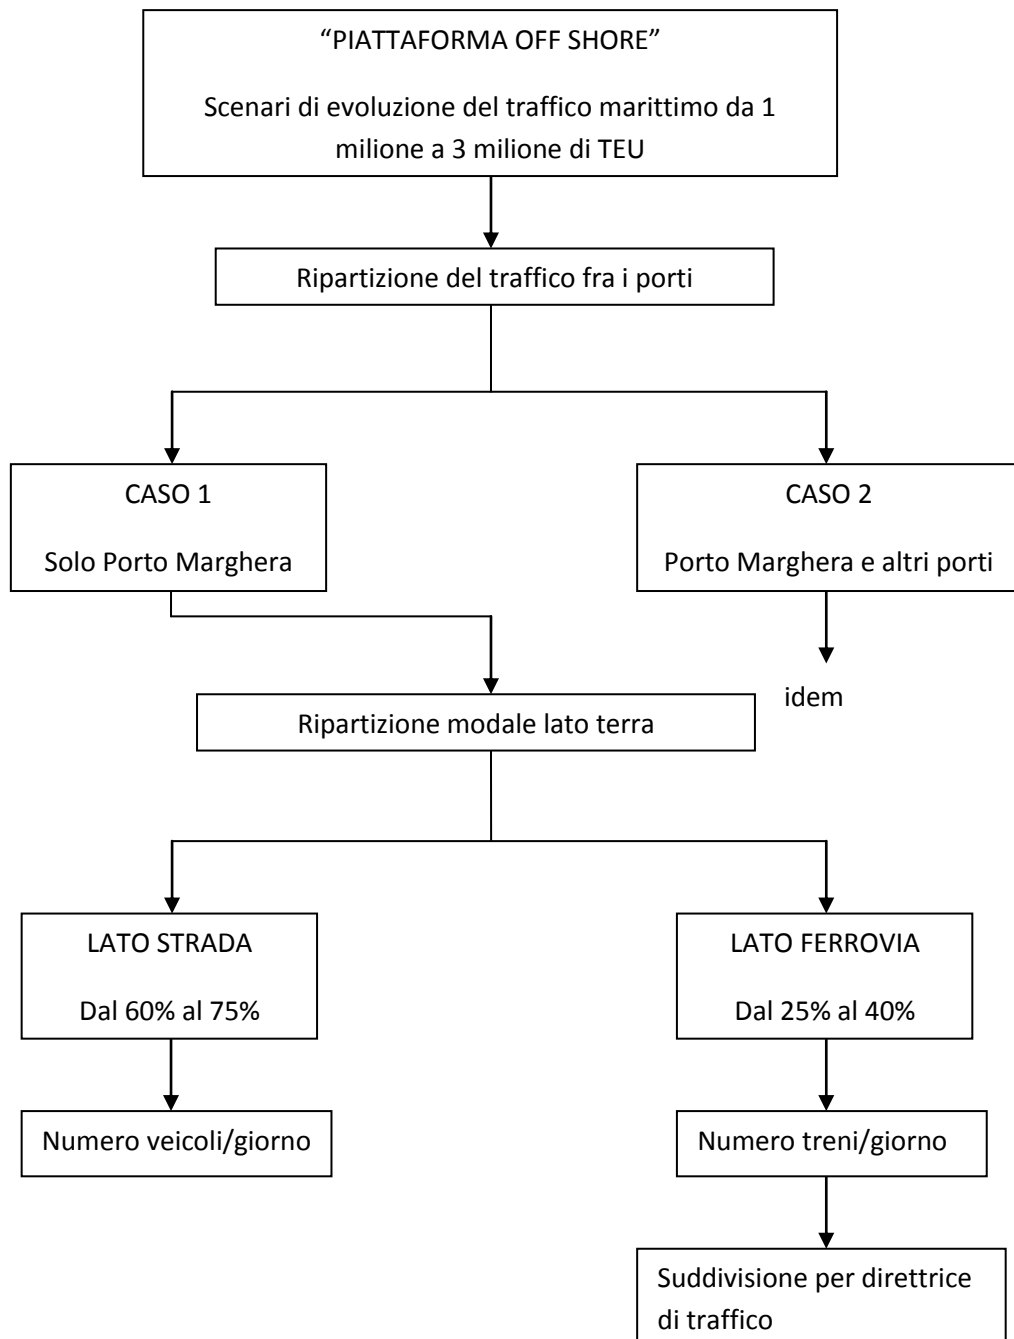 “PIATTAFORMA OFF SHORE”
Scenari di evoluzione del traffico marittimo da 1
milione a 3 milione di TEU
Ripartizione del traffico fra i porti
CASO 1
Solo Porto Marghera
CASO 2
Porto Marghera e altri porti
idem
Ripartizione modale lato terra
LATO STRADA
Dal 60% al 75%
LATO FERROVIA
Dal 25% al 40%
Numero veicoli/giorno
Numero treni/giorno
Suddivisione per direttrice
di traffico